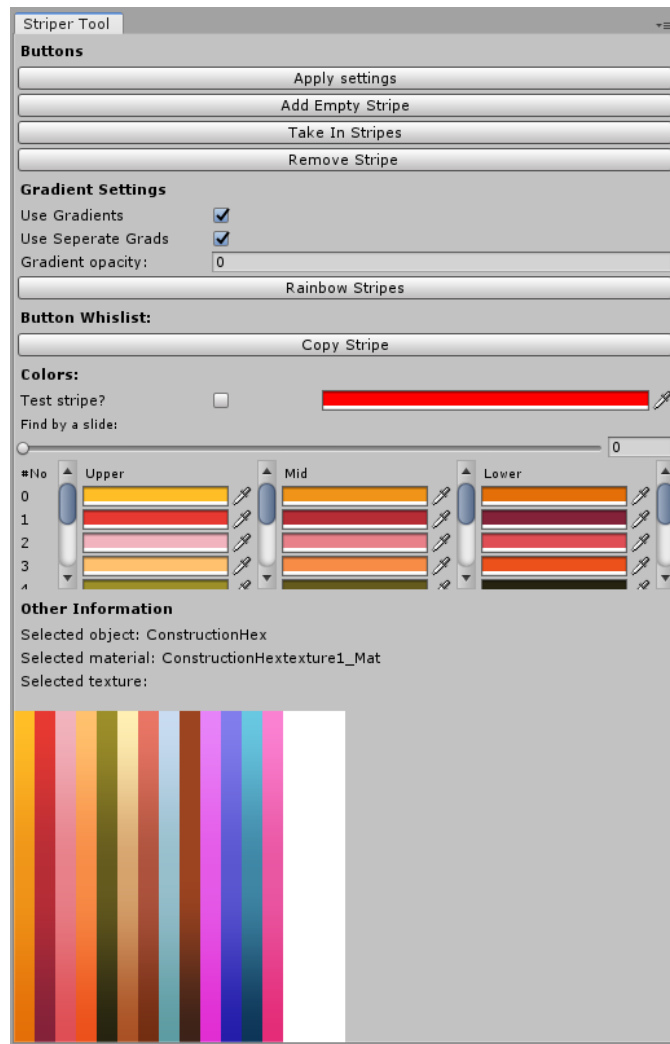 Striper Tool
Buttons
Apply settings
Add Empty Stripe
Take In Stripes
Remove Stripe
Gradient Settings
Use Gradients
Use Seperate Grads
Gradient opacity: 0
Rainbow Stripes
Button Whislist:
Copy Stripe
Colors:
Test stripe?
Find by a slide:
0
#No Upper Mid Lower
0
1
2
3
4
Other Information
Selected object: ConstructionHex
Selected material: ConstructionHextexture1_Mat
Selected texture: